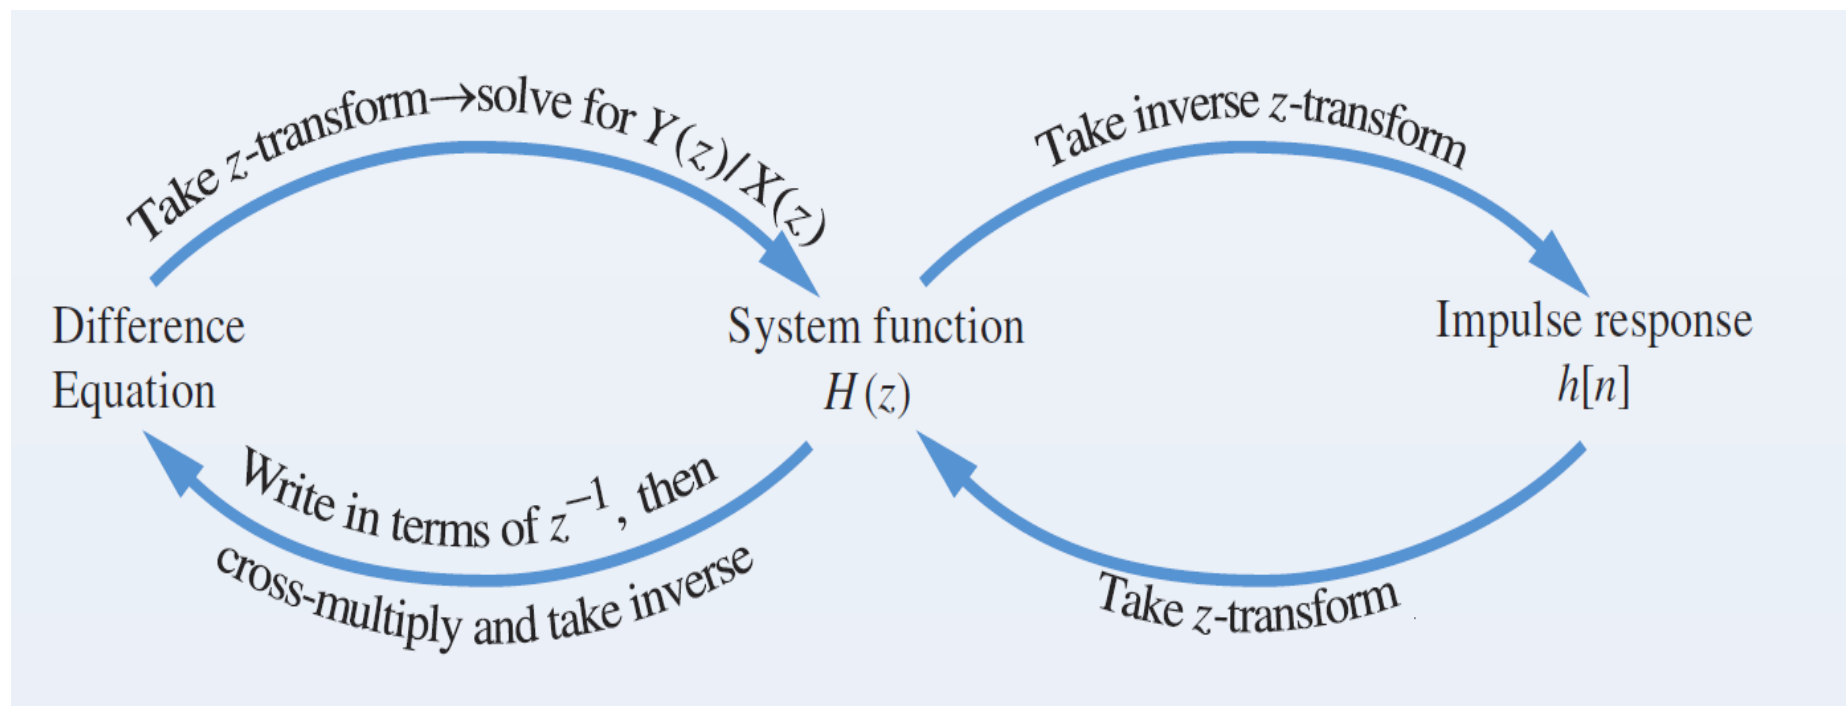 Take z-transform→solve for Y(z)/X(z)
Take inverse z-transform
Difference
Equation
System function
H(z)
Impulse response
h[n]
Write in terms of z⁻¹, then
cross-multiply and take inverse
Take z-transform